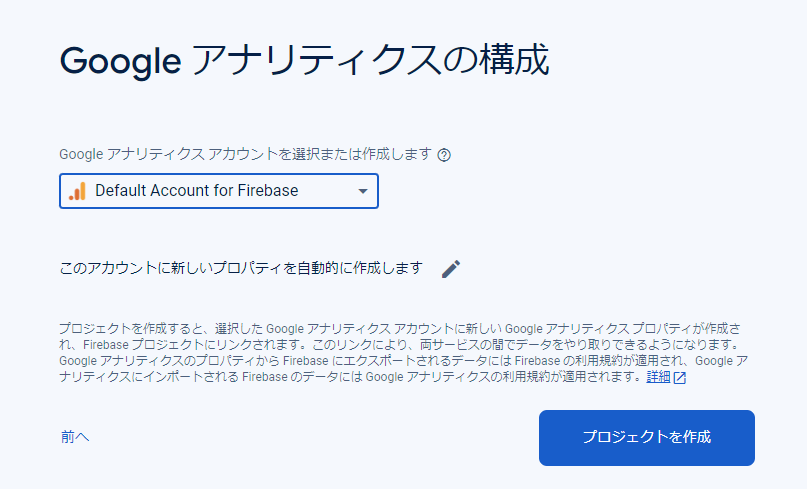 Google アナリティクスの構成
Google アナリティクス アカウントを選択または作成します
Default Account for Firebase
このアカウントに新しいプロパティを自動的に作成します
プロジェクトを作成すると、選択した Google アナリティクス アカウントに新しい Google アナリティクス プロパティが作成さ
れ、Firebase プロジェクトにリンクされます。このリンクにより、両サービスの間でデータをやり取りできるようになります。
Google アナリティクスのプロパティから Firebase にエクスポートされるデータには Firebase の利用規約が適用され、Google ア
ナリティクスにインポートされる Firebase のデータには Google アナリティクスの利用規約が適用されます。詳細
前へ
プロジェクトを作成